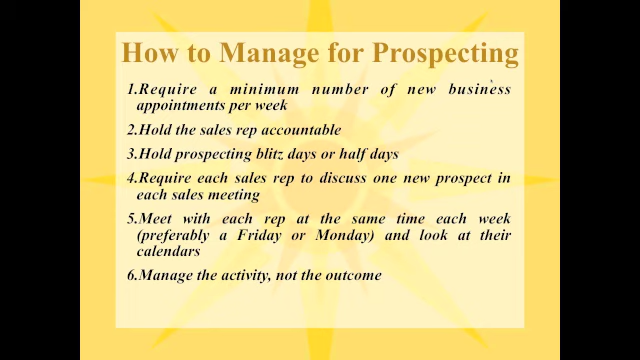 How to Manage for Prospecting
1.Require a minimum number of new business
appointments per week
2.Hold the sales rep accountable
3.Hold prospecting blitz days or half days
4.Require each sales rep to discuss one new prospect in
each sales meeting
5.Meet with each rep at the same time each week
(preferably a Friday or Monday) and look at their
calendars
6.Manage the activity, not the outcome